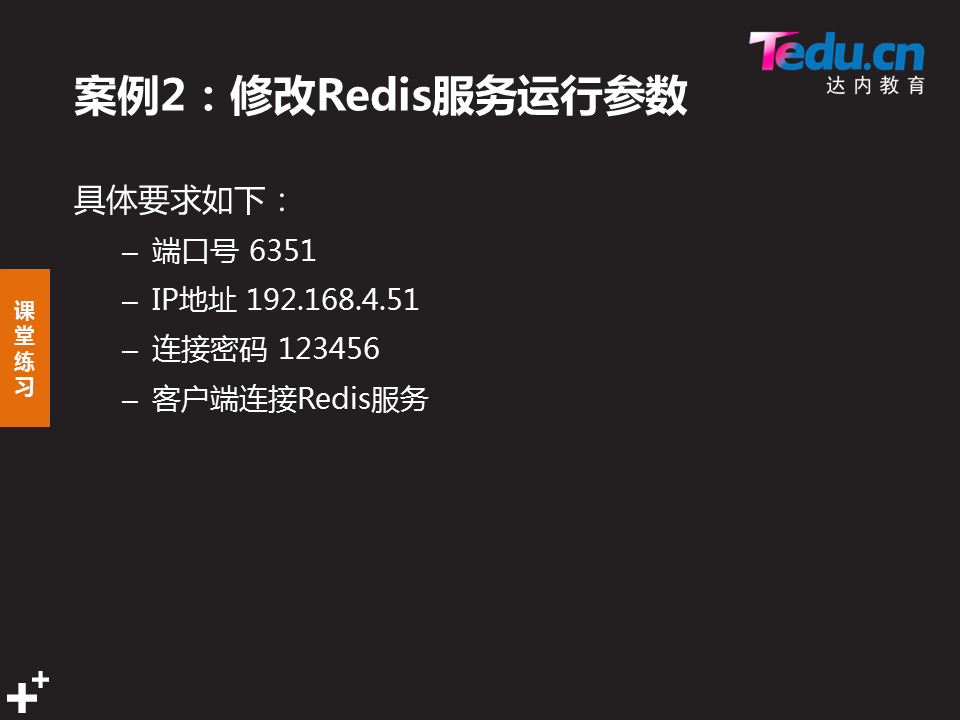 Tedu.cn
达内教育
案例2：修改Redis服务运行参数
具体要求如下：
– 端口号 6351
– IP地址 192.168.4.51
– 连接密码 123456
– 客户端连接Redis服务
课堂练习